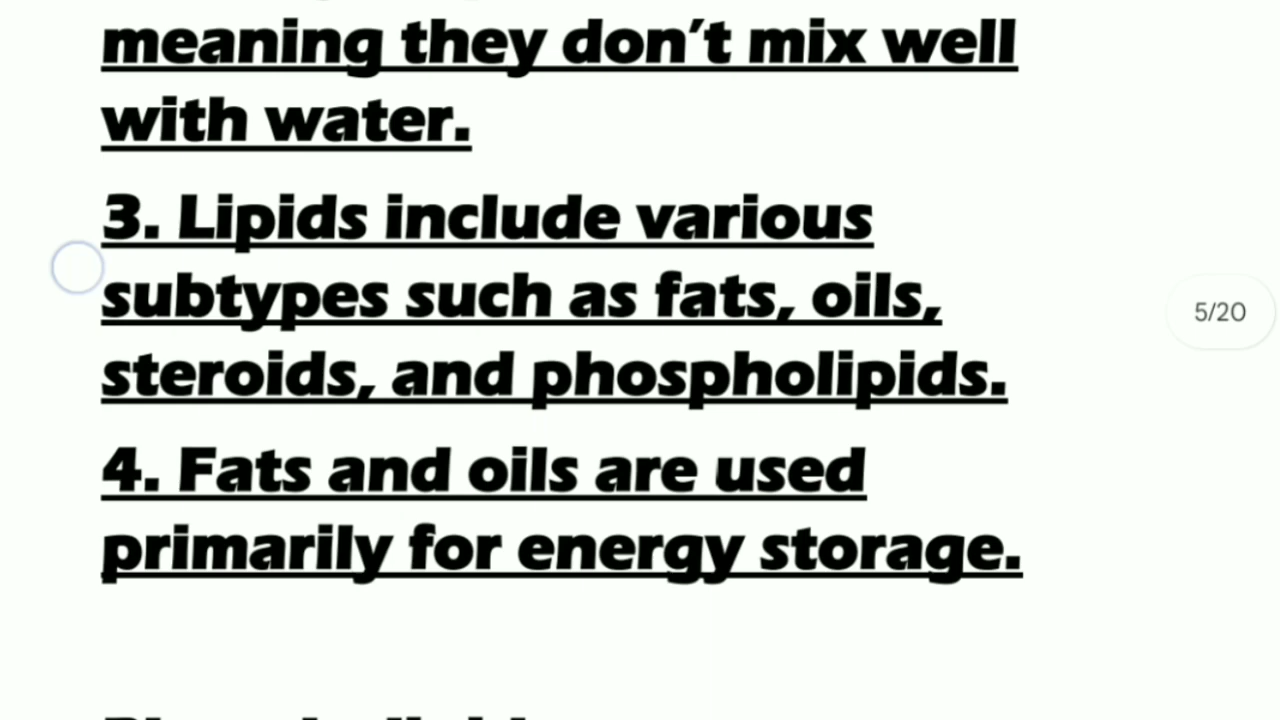 meaning they don’t mix well
with water.
3. Lipids include various
subtypes such as fats, oils,
5/20
steroids, and phospholipids.
4. Fats and oils are used
primarily for energy storage.